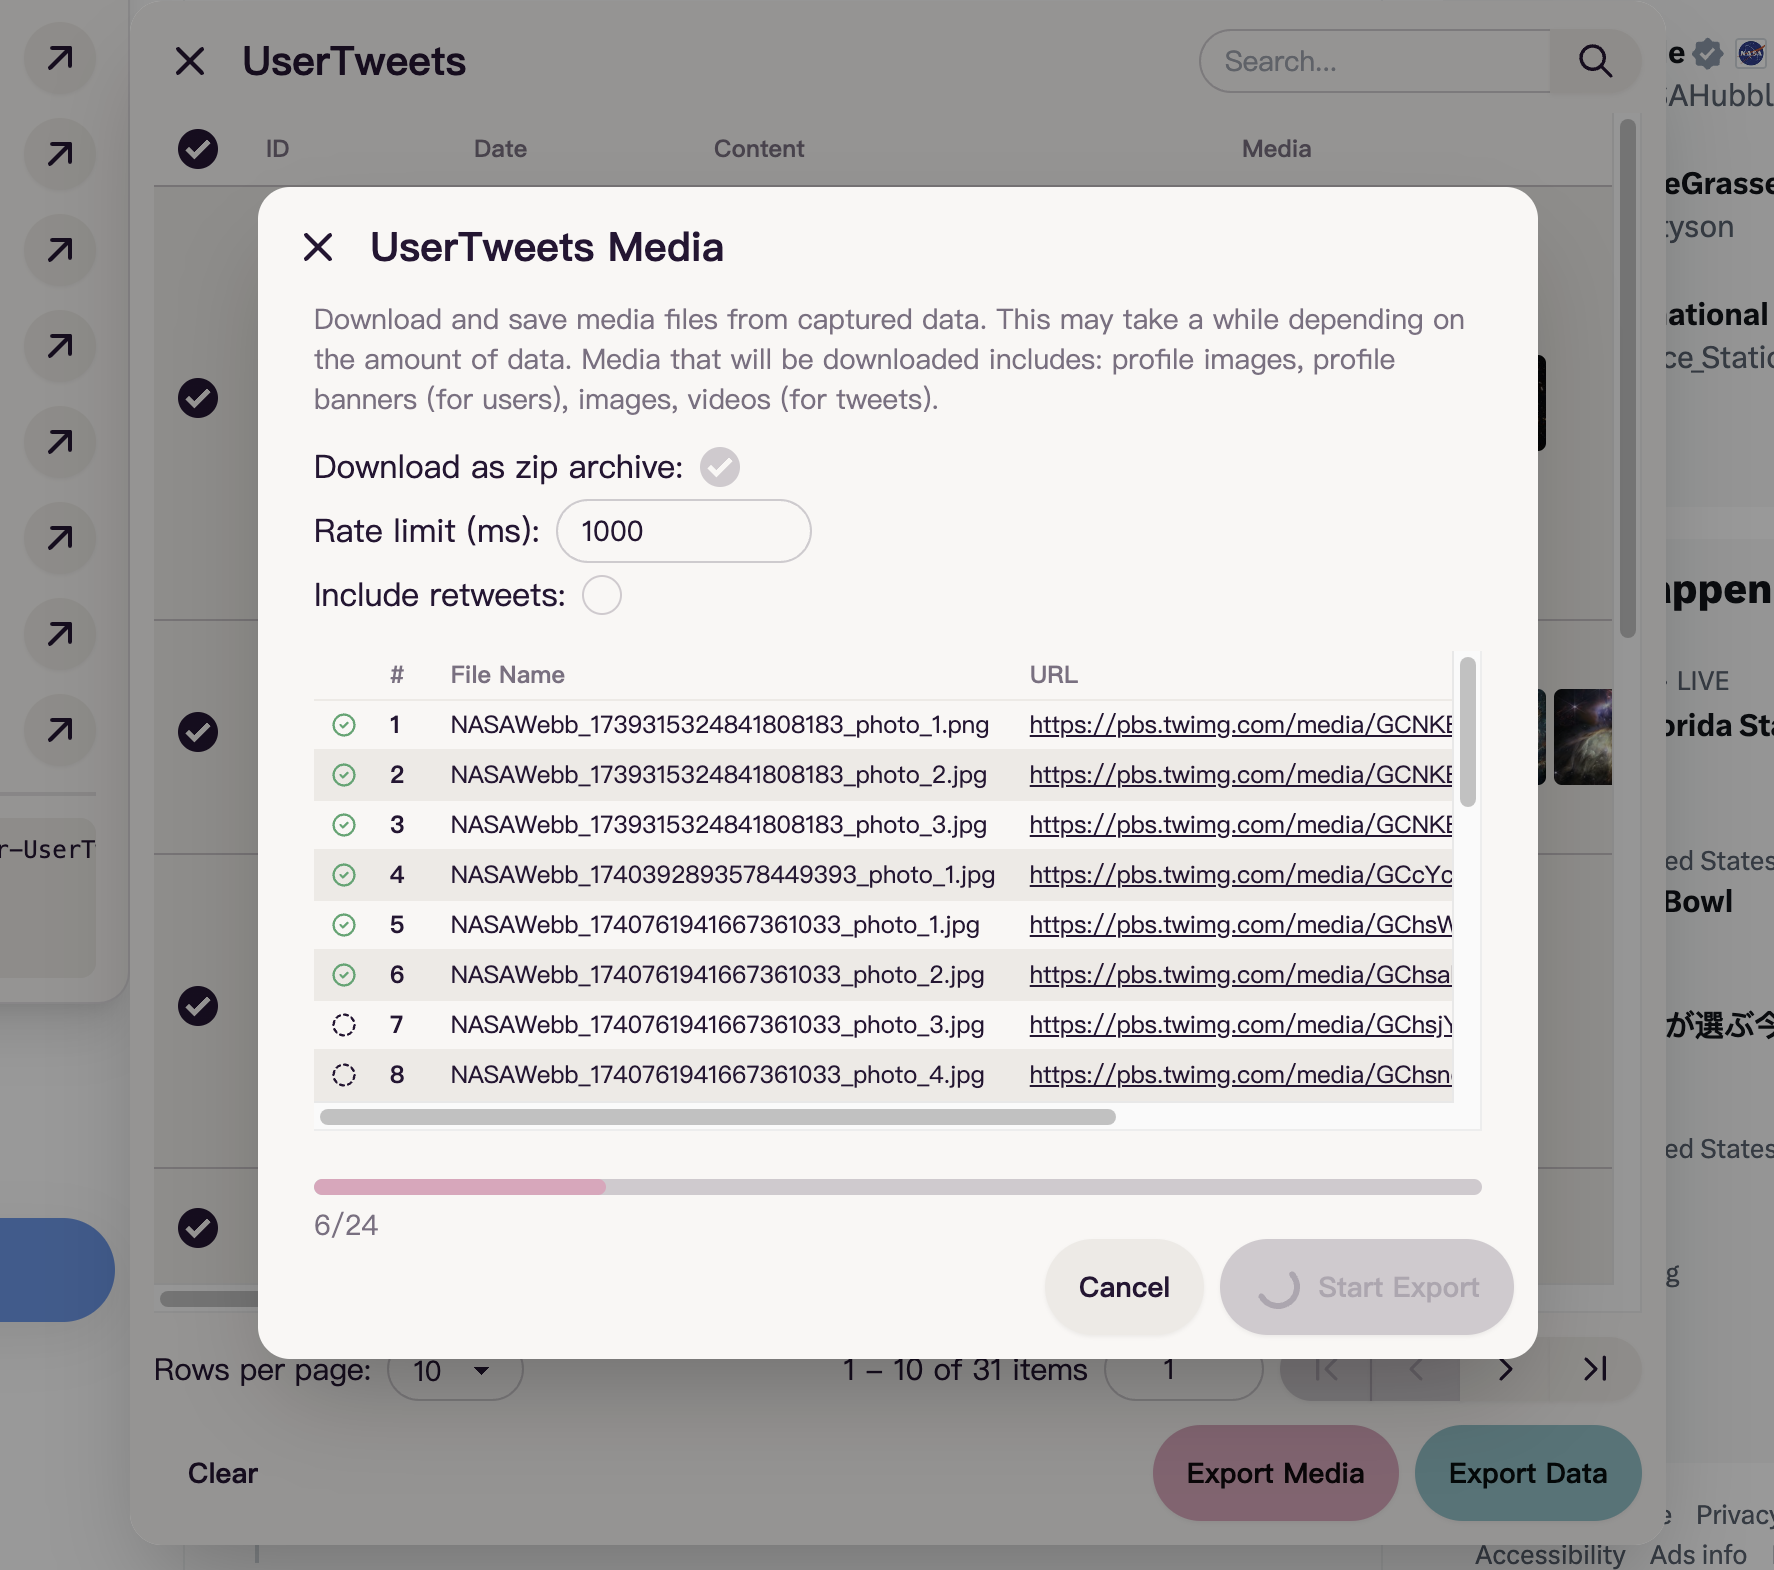 UserTweets
Search...
ID Date Content Media
UserTweets Media
Download and save media files from captured data. This may take a while depending on
the amount of data. Media that will be downloaded includes: profile images, profile
banners (for users), images, videos (for tweets).
Download as zip archive:
Rate limit (ms): 1000
Include retweets:
# File Name URL
1 NASAWebb_1739315324841808183_photo_1.png https://pbs.twimg.com/media/GCNKE
2 NASAWebb_1739315324841808183_photo_2.jpg https://pbs.twimg.com/media/GCNKE
3 NASAWebb_1739315324841808183_photo_3.jpg https://pbs.twimg.com/media/GCNKE
4 NASAWebb_1740392893578449393_photo_1.jpg https://pbs.twimg.com/media/GCcYc
5 NASAWebb_1740761941667361033_photo_1.jpg https://pbs.twimg.com/media/GChsW
6 NASAWebb_1740761941667361033_photo_2.jpg https://pbs.twimg.com/media/GChsa
7 NASAWebb_1740761941667361033_photo_3.jpg https://pbs.twimg.com/media/GChsjY
8 NASAWebb_1740761941667361033_photo_4.jpg https://pbs.twimg.com/media/GChsn
6/24
Cancel
Start Export
Rows per page: 10
1 – 10 of 31 items
1
Clear
Export Media
Export Data
r-UserT
e
NASA
SAHubbl
eGrasse
tyson
national
ce_Static
appen
· LIVE
orida Sta
ed States
Bowl
が選ぶ今
ed States
g
e Privacy
Accessibility Ads info